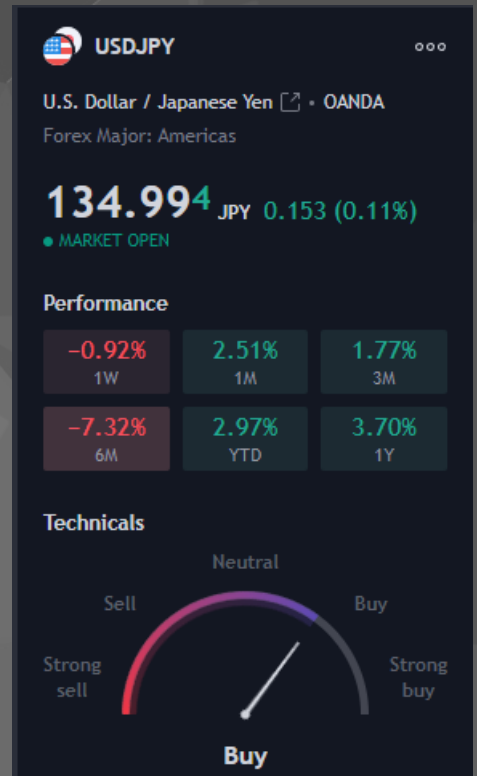 USDJPY
U.S. Dollar / Japanese Yen • OANDA
Forex Major: Americas
134.994 JPY 0.153 (0.11%)
• MARKET OPEN
Performance
−0.92% 2.51% 1.77%
1W 1M 3M
−7.32% 2.97% 3.70%
6M YTD 1Y
Technicals
Neutral
Sell Buy
Strong sell Strong buy
Buy